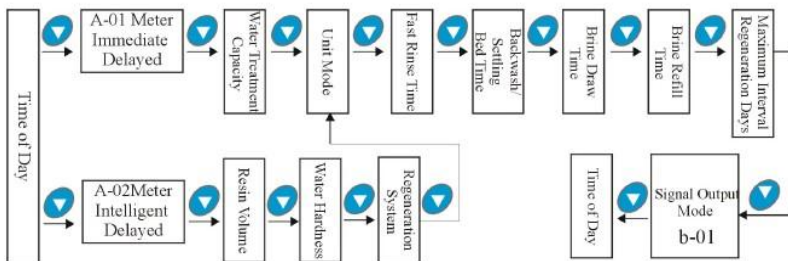 Time of Day
A-01 Meter
Immediate
Delayed
Water Treatment
Capacity
Unit Mode
Fast Rinse Time
Backwash/
Settling
Bed Time
Brine Draw
Time
Brine Refill
Time
Maximum Interval
Regeneration Days
A-02Meter
Intelligent
Delayed
Resin Volume
Water Hardness
Regeneration
System
Time of Day
Signal Output
Mode
b-01